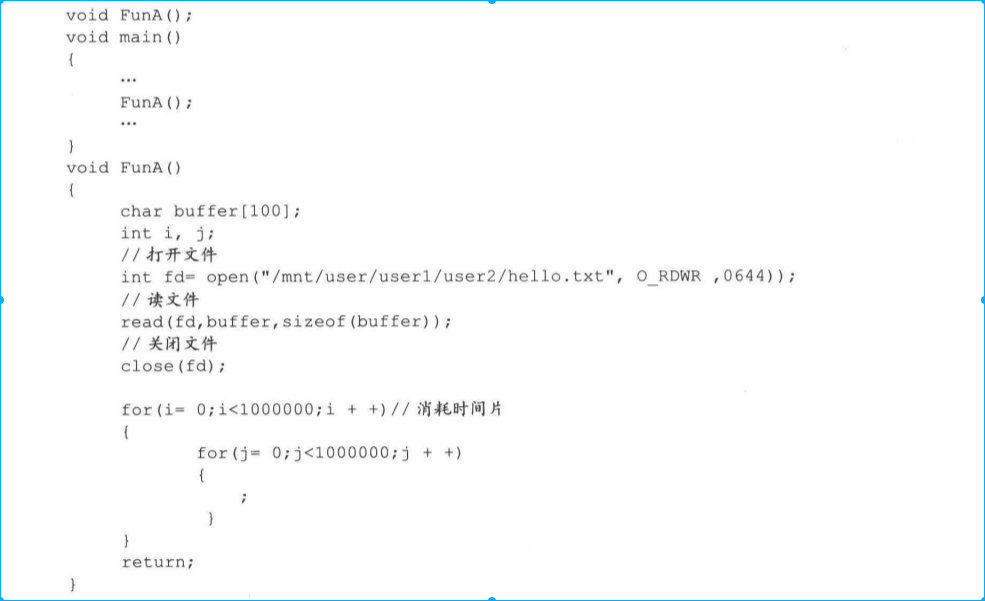 void FunA();
void main()
{
…
FunA();
…
}
void FunA()
{
char buffer[100];
int i, j;
//打开文件
int fd= open("/mnt/user/user1/user2/hello.txt", O_RDWR ,0644));
//读文件
read(fd,buffer,sizeof(buffer));
//关闭文件
close(fd);
for(i= 0;i<1000000;i + +)//消耗时间片
{
for(j= 0;j<1000000;j + +)
{
;
}
}
return;
}